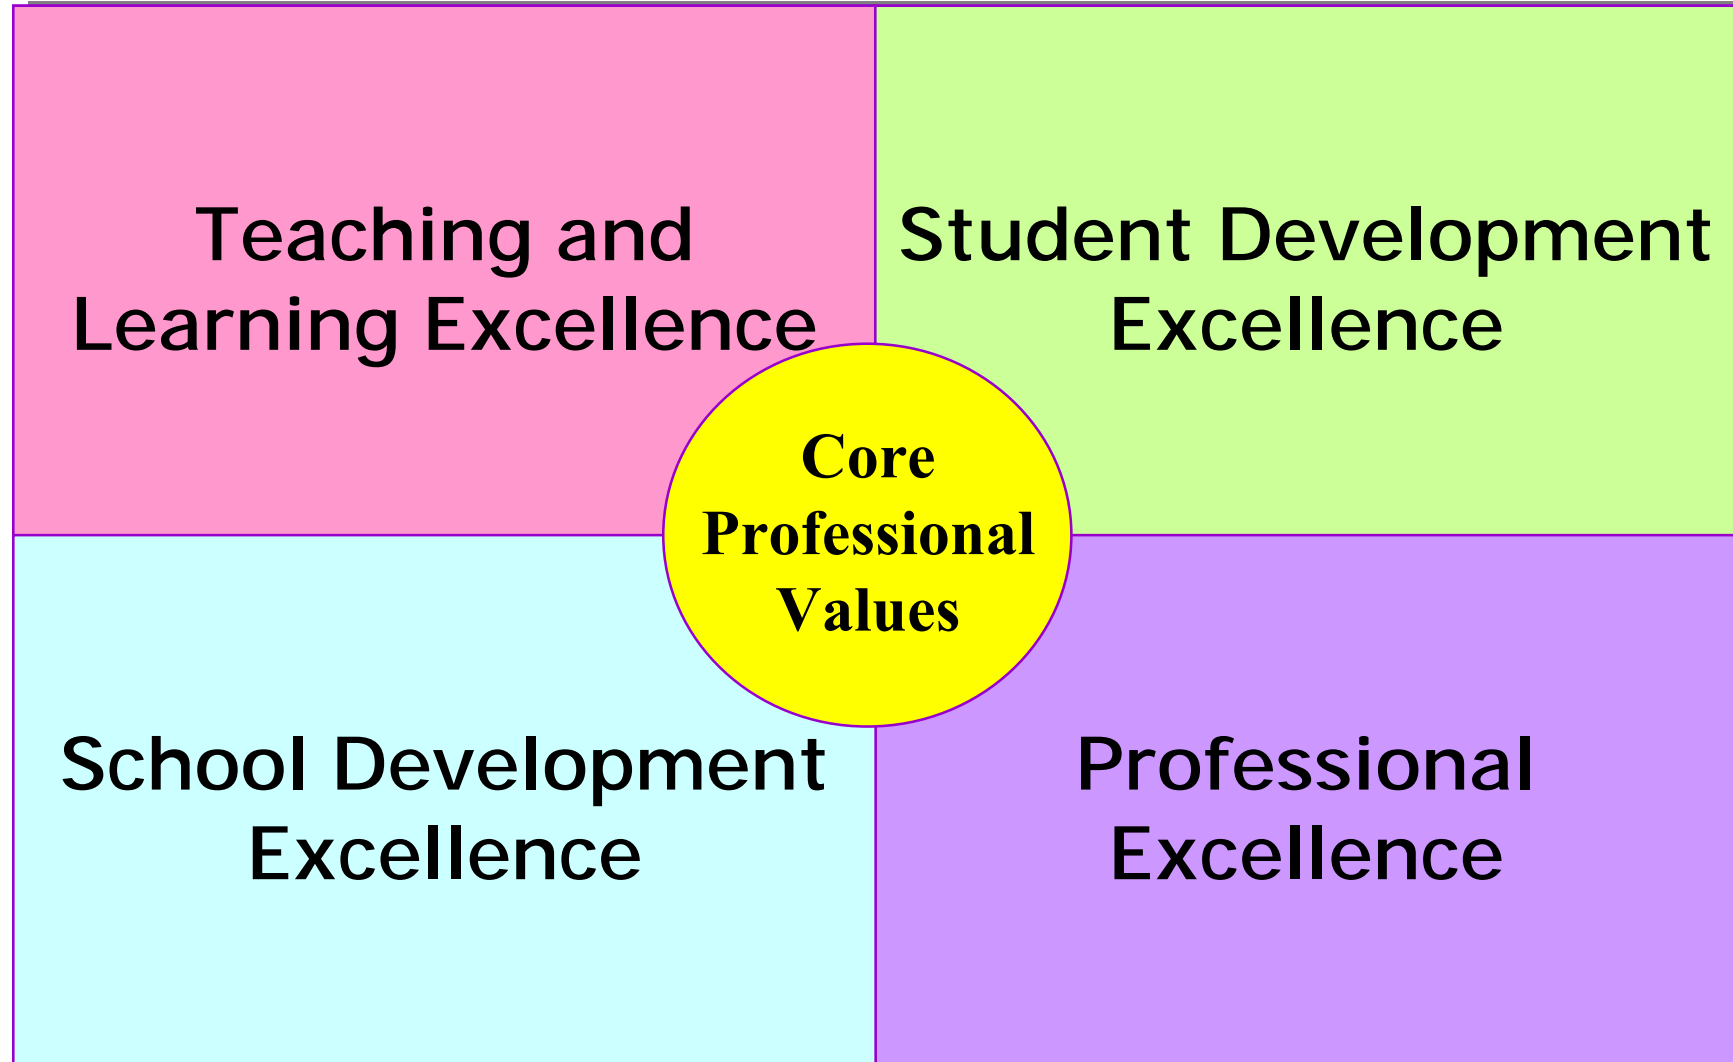 Teaching and
Learning Excellence
Student Development
Excellence
Core
Professional
Values
School Development
Excellence
Professional
Excellence